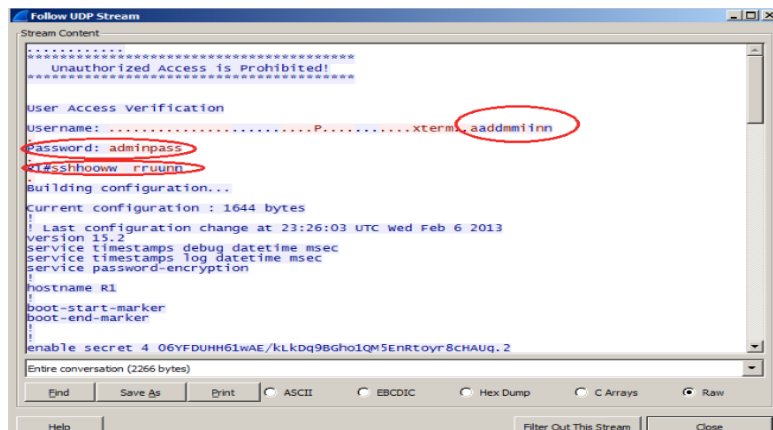 Follow UDP Stream
Stream Content
............
******************************************
Unauthorized Access is Prohibited!
******************************************
User Access Verification
Username: ..........................P...........xterm..aaddmmiinn
.
Password: adminpass
.
R1#sshhooww  rruunn
.
Building configuration...
Current configuration : 1644 bytes
!
! Last configuration change at 23:26:03 UTC Wed Feb 6 2013
version 15.2
service timestamps debug datetime msec
service timestamps log datetime msec
service password-encryption
!
hostname R1
!
boot-start-marker
boot-end-marker
!
!
enable secret 4 06YFDUHH61wAE/kLkDq9BGho1QM5EnRtoyr8cHAUg.2
Entire conversation (2266 bytes)
Find Save As Print ASCII EBCDIC Hex Dump C Arrays Raw
Help Filter Out This Stream Close